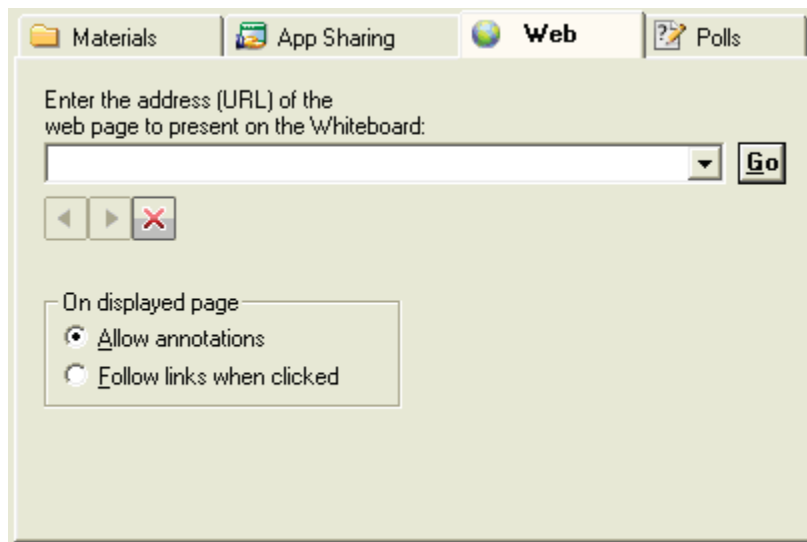 Materials
App Sharing
Web
Polls
Enter the address (URL) of the
web page to present on the Whiteboard:
Go
On displayed page
Allow annotations
Follow links when clicked